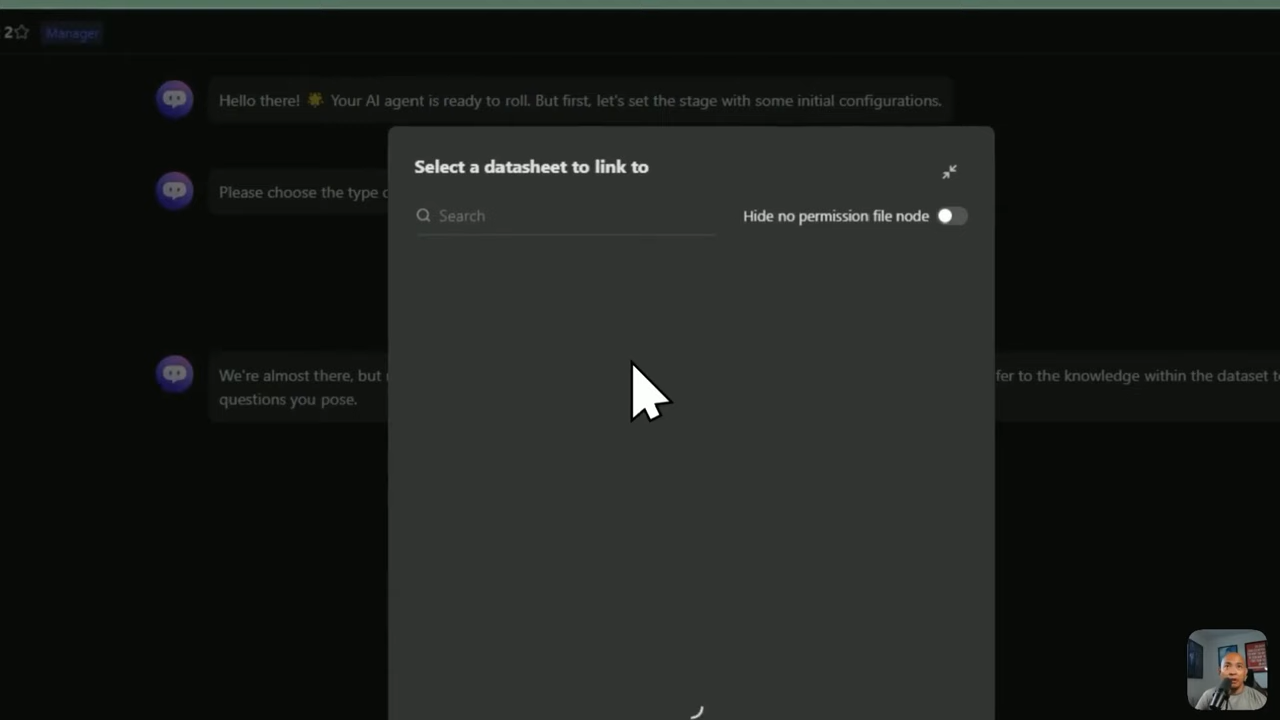 2
Manager
Hello there! 🌟 Your AI agent is ready to roll. But first, let's set the stage with some initial configurations.
Select a datasheet to link to
Please choose the type
Search
Hide no permission file node
We're almost there, but
fer to the knowledge within the dataset
questions you pose.